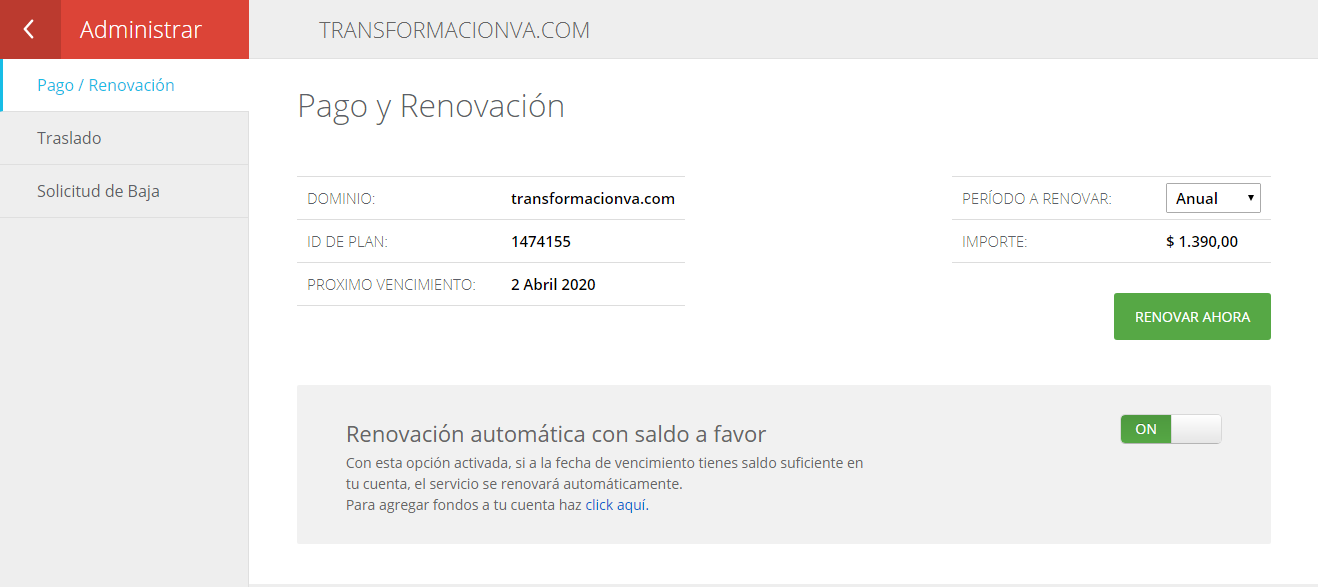 Administrar
TRANSFORMACIONVA.COM
Pago / Renovación
Traslado
Solicitud de Baja
Pago y Renovación
DOMINIO: transformacionva.com
ID DE PLAN: 1474155
PROXIMO VENCIMIENTO: 2 Abril 2020
PERÍODO A RENOVAR: Anual
IMPORTE: $ 1.390,00
RENOVAR AHORA
Renovación automática con saldo a favor
ON
Con esta opción activada, si a la fecha de vencimiento tienes saldo suficiente en
tu cuenta, el servicio se renovará automáticamente.
Para agregar fondos a tu cuenta haz click aquí.